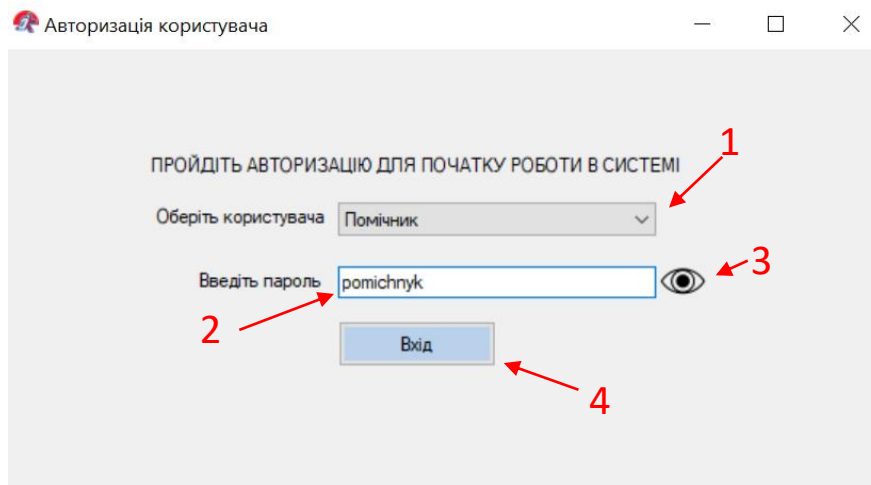 Авторизація користувача
1
ПРОЙДІТЬ АВТОРИЗАЦІЮ ДЛЯ ПОЧАТКУ РОБОТИ В СИСТЕМІ
Оберіть користувача Помічник
3
Введіть пароль pomichnyk
2
Вхід
4